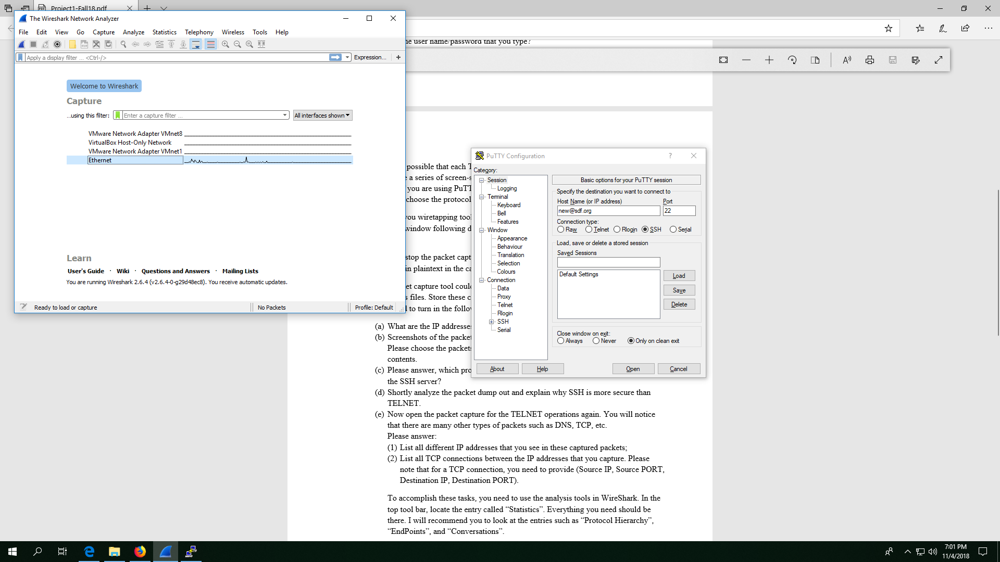 Project1-Fall18.pdf
The Wireshark Network Analyzer
File Edit View Go Capture Analyze Statistics Telephony Wireless Tools Help
Apply a display filter ... <Ctrl-/>
Expression...
Welcome to Wireshark
Capture
...using this filter:
Enter a capture filter ...
All interfaces shown
VMware Network Adapter VMnet8
VirtualBox Host-Only Network
VMware Network Adapter VMnet1
Ethernet
Learn
User's Guide · Wiki · Questions and Answers · Mailing Lists
You are running Wireshark 2.6.4 (v2.6.4-0-g29d48ec8). You receive automatic updates.
Ready to load or capture
No Packets
Profile: Default
ne user name/password that you type?
possible that each T
e a series of screen-s
you are using PuTT
choose the protocol
you wiretapping tool
window following d
stop the packet capt
in plaintext in the ca
et capture tool could
s files. Store these c
l to turn in the follow
(a) What are the IP addresses
(b) Screenshots of the packet
Please choose the packets
contents.
(c) Please answer, which pro
the SSH server?
(d) Shortly analyze the packet dump out and explain why SSH is more secure than
TELNET.
(e) Now open the packet capture for the TELNET operations again. You will notice
that there are many other types of packets such as DNS, TCP, etc.
Please answer:
(1) List all different IP addresses that you see in these captured packets;
(2) List all TCP connections between the IP addresses that you capture. Please
note that for a TCP connection, you need to provide (Source IP, Source PORT,
Destination IP, Destination PORT).
To accomplish these tasks, you need to use the analysis tools in WireShark. In the
top tool bar, locate the entry called “Statistics”. Everything you need should be
there. I will recommend you to look at the entries such as “Protocol Hierarchy”,
“EndPoints”, and “Conversations”.
PuTTY Configuration
Category:
Session
Logging
Terminal
Keyboard
Bell
Features
Window
Appearance
Behaviour
Translation
Selection
Colours
Connection
Data
Proxy
Telnet
Rlogin
SSH
Serial
Basic options for your PuTTY session
Specify the destination you want to connect to
Host Name (or IP address) Port
new@sdf.org 22
Connection type:
Raw Telnet Rlogin SSH Serial
Load, save or delete a stored session
Saved Sessions
Default Settings
Load
Save
Delete
Close window on exit:
Always Never Only on clean exit
About Help Open Cancel
7:01 PM
11/4/2018